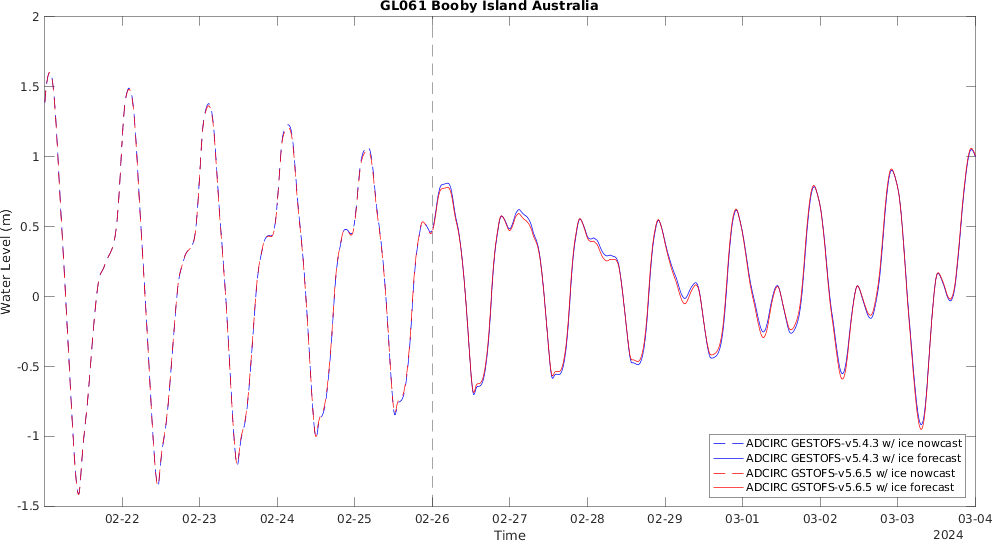 GL061 Booby Island Australia
2
1.5
1
0.5
0
-0.5
-1
-1.5
Water Level (m)
ADCIRC GESTOFS-v5.4.3 w/ ice nowcast
ADCIRC GESTOFS-v5.4.3 w/ ice forecast
ADCIRC GSTOFS-v5.6.5 w/ ice nowcast
ADCIRC GSTOFS-v5.6.5 w/ ice forecast
02-22 02-23 02-24 02-25 02-26 02-27 02-28 02-29 03-01 03-02 03-03 03-04
Time
2024